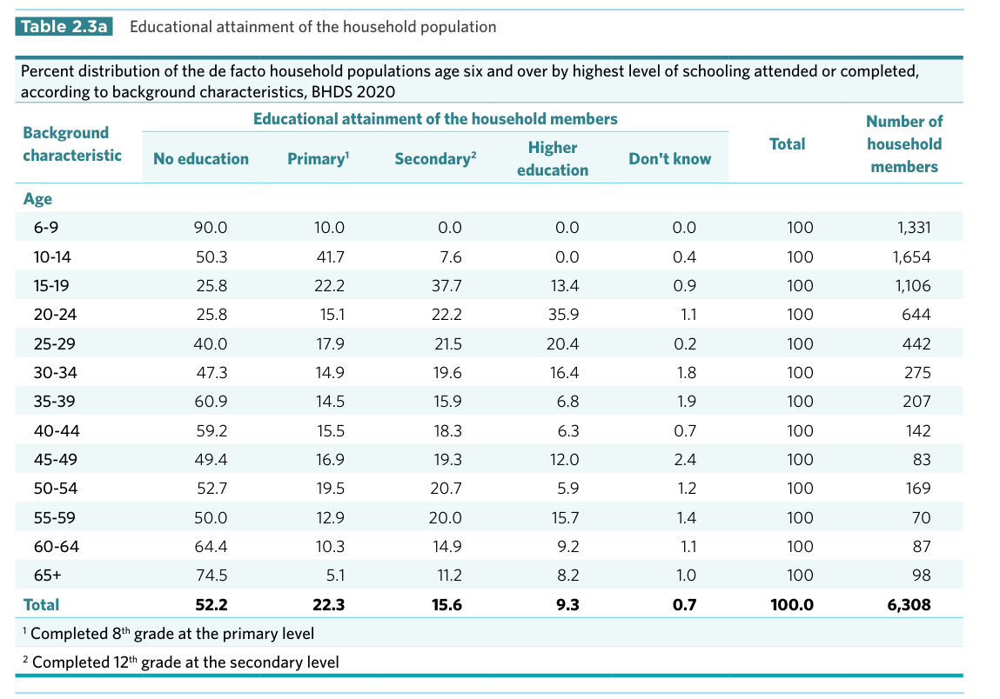 Table 2.3a Educational attainment of the household population
Percent distribution of the de facto household populations age six and over by highest level of schooling attended or completed,
according to background characteristics, BHDS 2020
Background characteristic Educational attainment of the household members Total Number of household members
No education Primary¹ Secondary² Higher education Don't know
Age
6-9 90.0 10.0 0.0 0.0 0.0 100 1,331
10-14 50.3 41.7 7.6 0.0 0.4 100 1,654
15-19 25.8 22.2 37.7 13.4 0.9 100 1,106
20-24 25.8 15.1 22.2 35.9 1.1 100 644
25-29 40.0 17.9 21.5 20.4 0.2 100 442
30-34 47.3 14.9 19.6 16.4 1.8 100 275
35-39 60.9 14.5 15.9 6.8 1.9 100 207
40-44 59.2 15.5 18.3 6.3 0.7 100 142
45-49 49.4 16.9 19.3 12.0 2.4 100 83
50-54 52.7 19.5 20.7 5.9 1.2 100 169
55-59 50.0 12.9 20.0 15.7 1.4 100 70
60-64 64.4 10.3 14.9 9.2 1.1 100 87
65+ 74.5 5.1 11.2 8.2 1.0 100 98
Total 52.2 22.3 15.6 9.3 0.7 100.0 6,308
¹ Completed 8th grade at the primary level
² Completed 12th grade at the secondary level